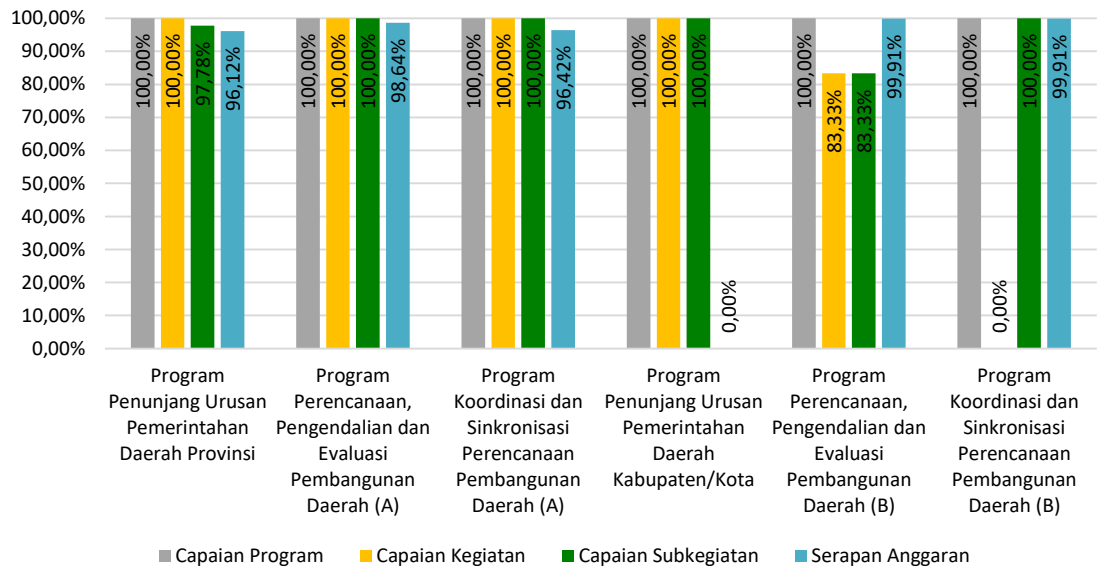 100,00%
90,00%
80,00%
70,00%
60,00%
50,00%
40,00%
30,00%
20,00%
10,00%
0,00%
100,00%
100,00%
97,78%
96,12%
100,00%
100,00%
100,00%
98,64%
100,00%
100,00%
100,00%
96,42%
100,00%
100,00%
100,00%
0,00%
100,00%
83,33%
83,33%
99,91%
100,00%
0,00%
100,00%
99,91%
Program
Penunjang Urusan
Pemerintahan
Daerah Provinsi
Program
Perencanaan,
Pengendalian dan
Evaluasi
Pembangunan
Daerah (A)
Program
Koordinasi dan
Sinkronisasi
Perencanaan
Pembangunan
Daerah (A)
Program
Penunjang Urusan
Pemerintahan
Daerah
Kabupaten/Kota
Program
Perencanaan,
Pengendalian dan
Evaluasi
Pembangunan
Daerah (B)
Program
Koordinasi dan
Sinkronisasi
Perencanaan
Pembangunan
Daerah (B)
Capaian Program
Capaian Kegiatan
Capaian Subkegiatan
Serapan Anggaran